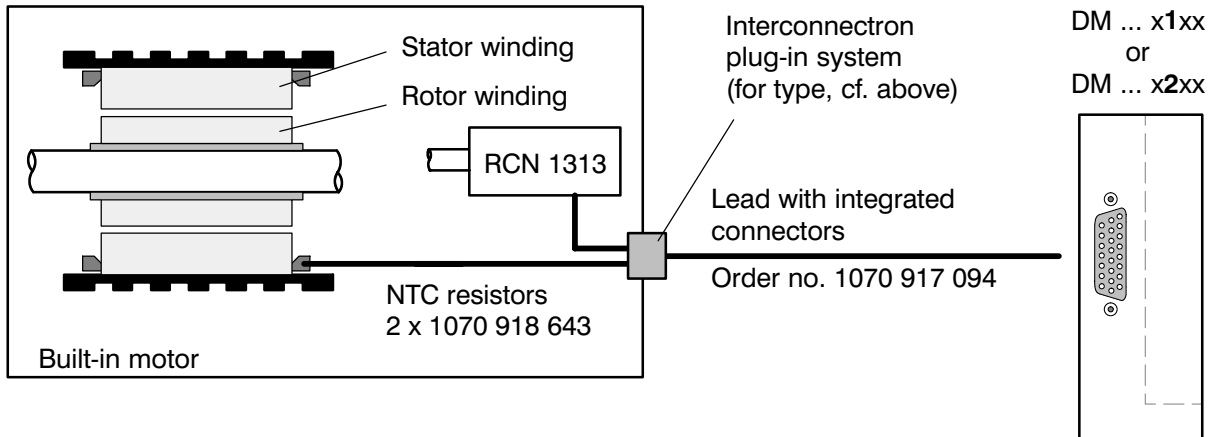 Stator winding
Rotor winding
RCN 1313
NTC resistors
2 x 1070 918 643
Built-in motor
Interconnectron
plug-in system
(for type, cf. above)
Lead with integrated
connectors
Order no. 1070 917 094
DM ... x1xx
or
DM ... x2xx